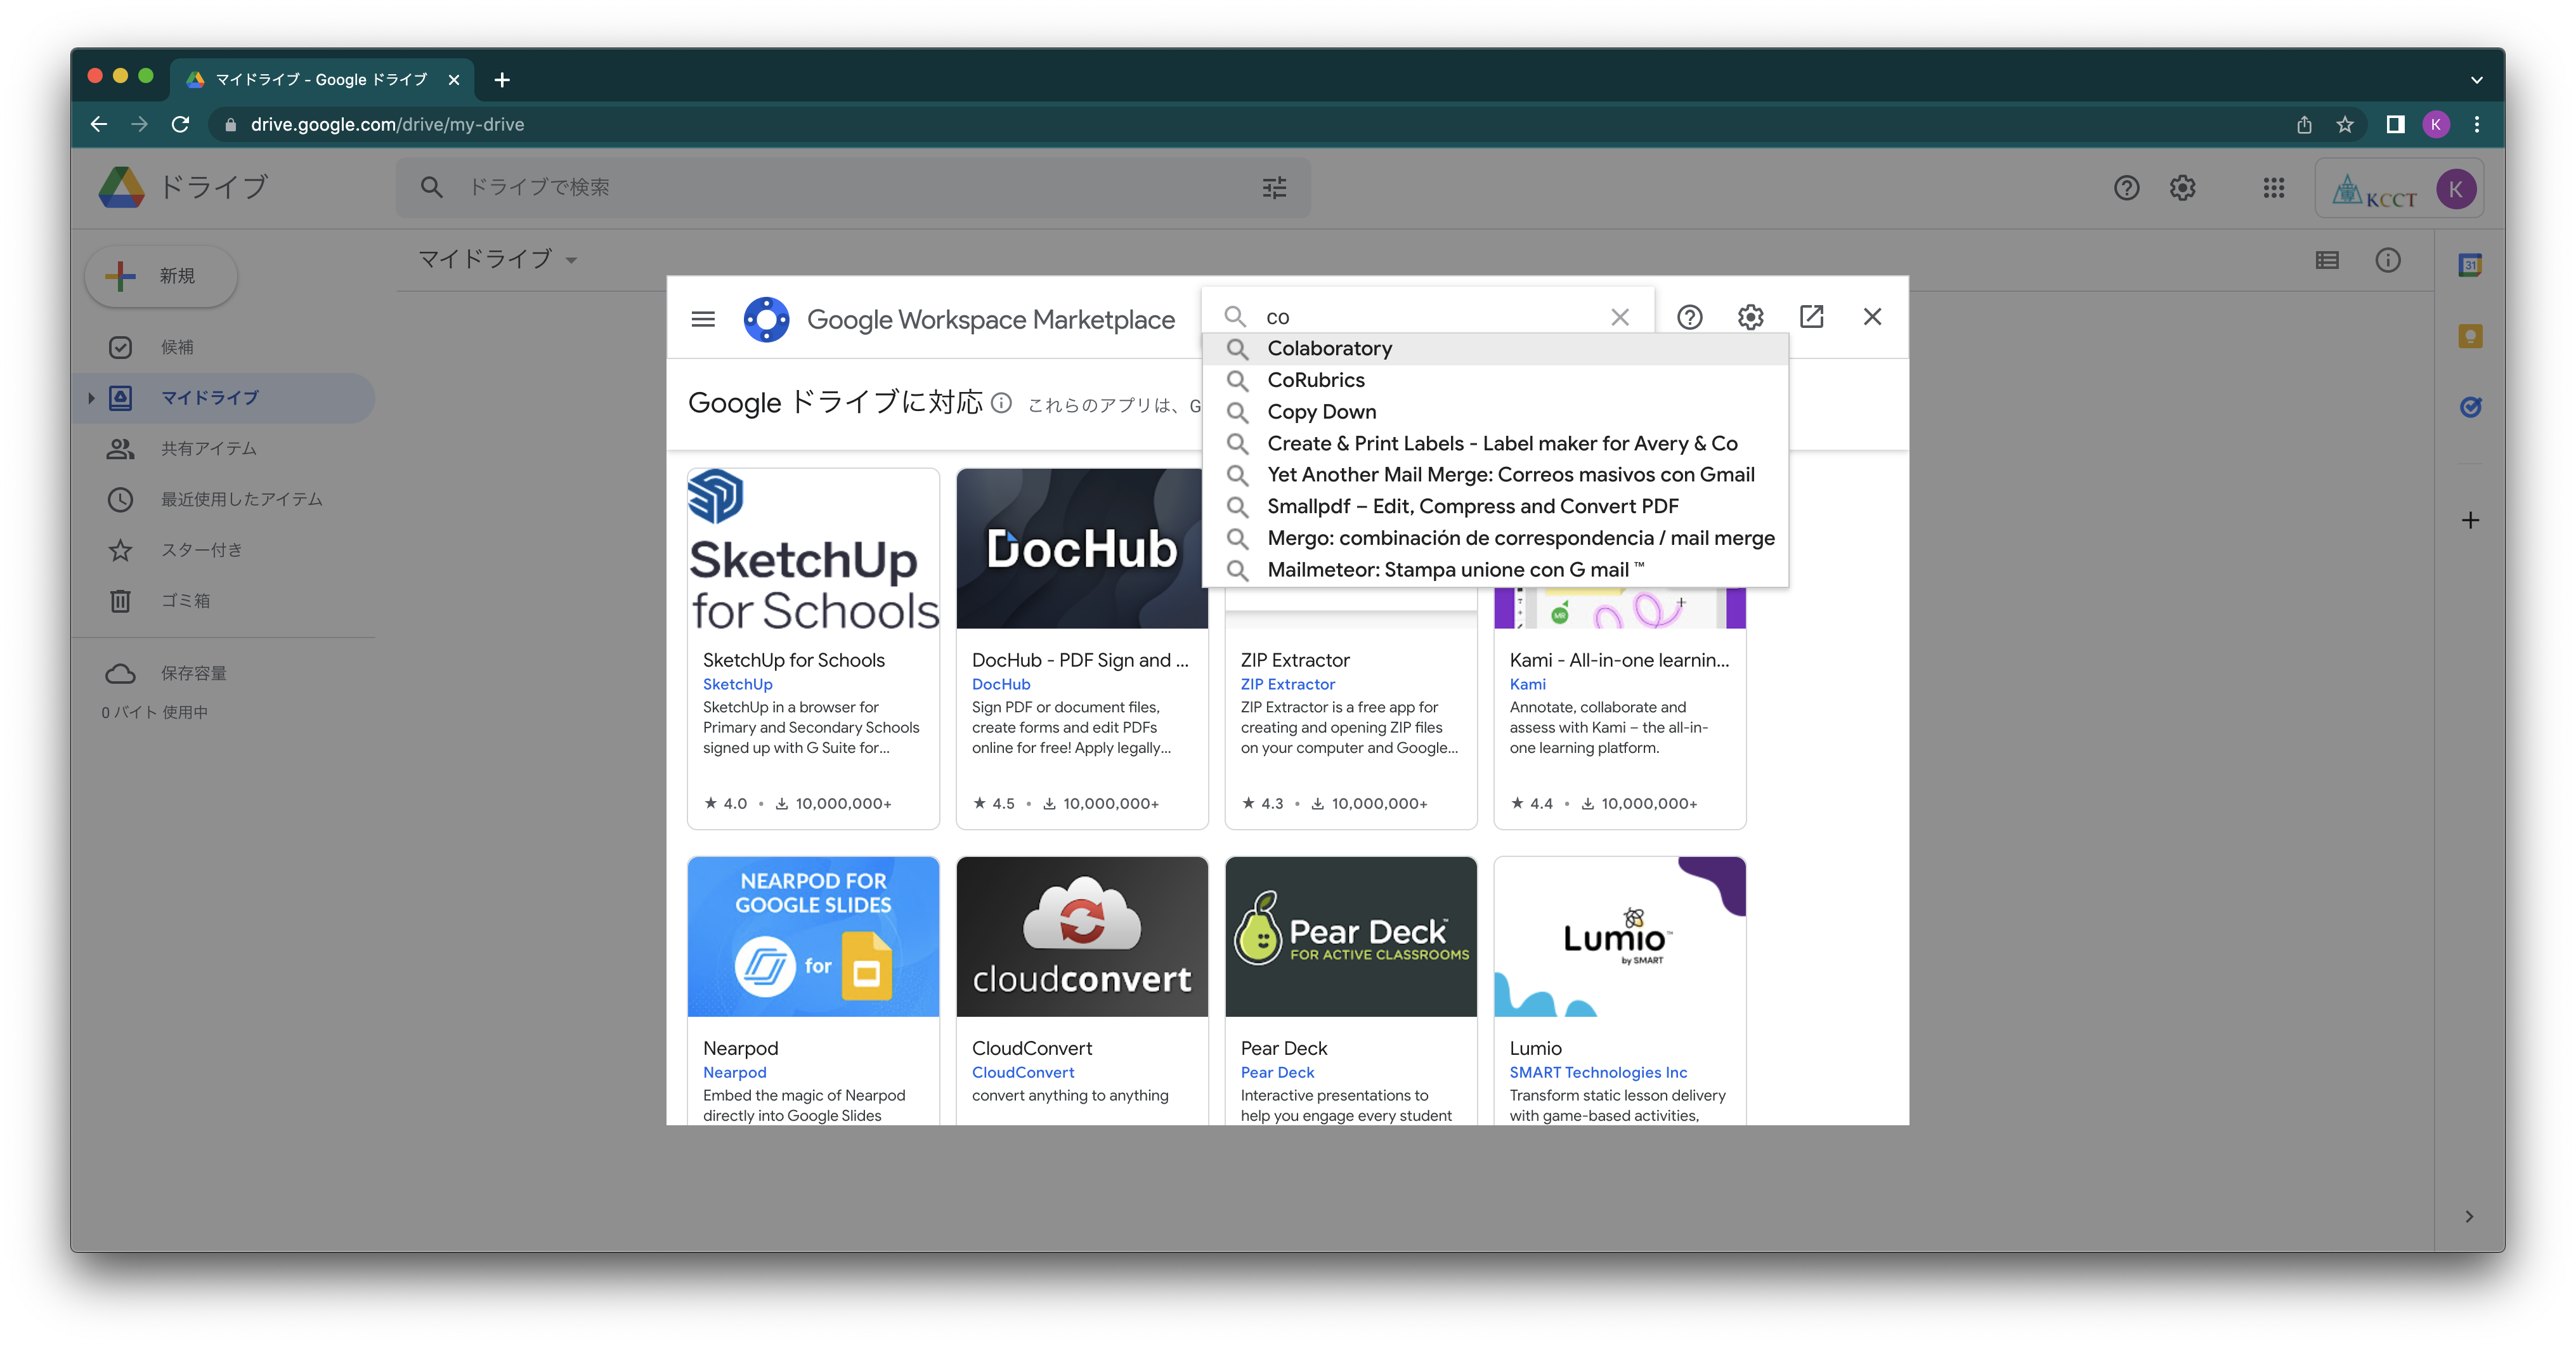 マイドライブ - Google ドライブ
drive.google.com/drive/my-drive
K
ドライブ
ドライブで検索
KCCT
K
新規
候補
マイドライブ
共有アイテム
最近使用したアイテム
スター付き
ゴミ箱
保存容量
0 バイト 使用中
マイドライブ
31
Google Workspace Marketplace
co
Colaboratory
CoRubrics
Copy Down
Create & Print Labels - Label maker for Avery & Co
Yet Another Mail Merge: Correos masivos con Gmail
Smallpdf – Edit, Compress and Convert PDF
Mergo: combinación de correspondencia / mail merge
Mailmeteor: Stampa unione con G mail ™
Google ドライブに対応
これらのアプリは、G
SketchUp
for Schools
SketchUp for Schools
SketchUp
SketchUp in a browser for
Primary and Secondary Schools
signed up with G Suite for...
4.0 • 10,000,000+
DocHub
DocHub - PDF Sign and ...
DocHub
Sign PDF or document files,
create forms and edit PDFs
online for free! Apply legally...
4.5 • 10,000,000+
ZIP Extractor
ZIP Extractor
ZIP Extractor is a free app for
creating and opening ZIP files
on your computer and Google...
4.3 • 10,000,000+
MR
Kami - All-in-one learnin...
Kami
Annotate, collaborate and
assess with Kami – the all-in-
one learning platform.
4.4 • 10,000,000+
NEARPOD FOR
GOOGLE SLIDES
for
Nearpod
Nearpod
Embed the magic of Nearpod
directly into Google Slides
cloudconvert
CloudConvert
CloudConvert
convert anything to anything
Pear Deck™
FOR ACTIVE CLASSROOMS
Pear Deck
Pear Deck
Interactive presentations to
help you engage every student
Lumio™
by SMART
Lumio
SMART Technologies Inc
Transform static lesson delivery
with game-based activities,